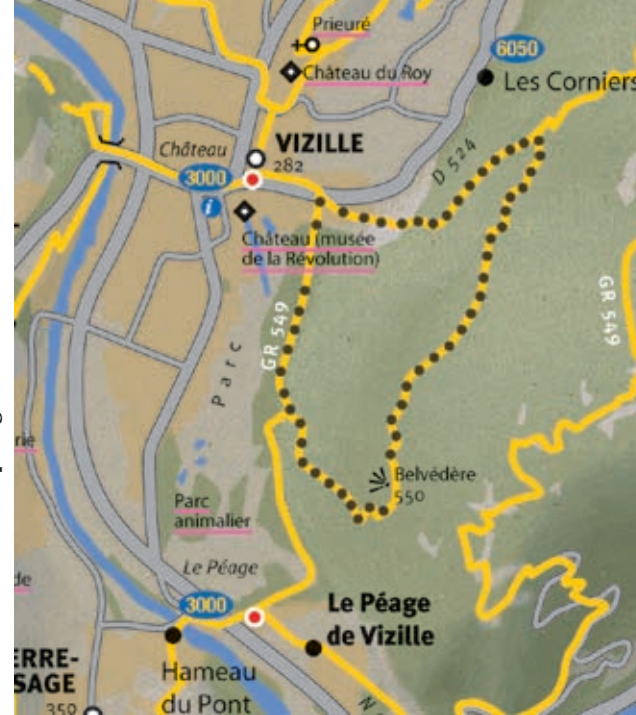 Prieuré
6050
Château du Roy
Les Corniers
VIZILLE
Château
282
D 524
3000
i
Château (musée
de la Révolution)
GR 549
GR 549
Parc
rie
Belvédère
550
Parc
animalier
Le Péage
de
3000
Le Péage
de Vizille
ERRE-
SAGE
Hameau
du Pont
359
N